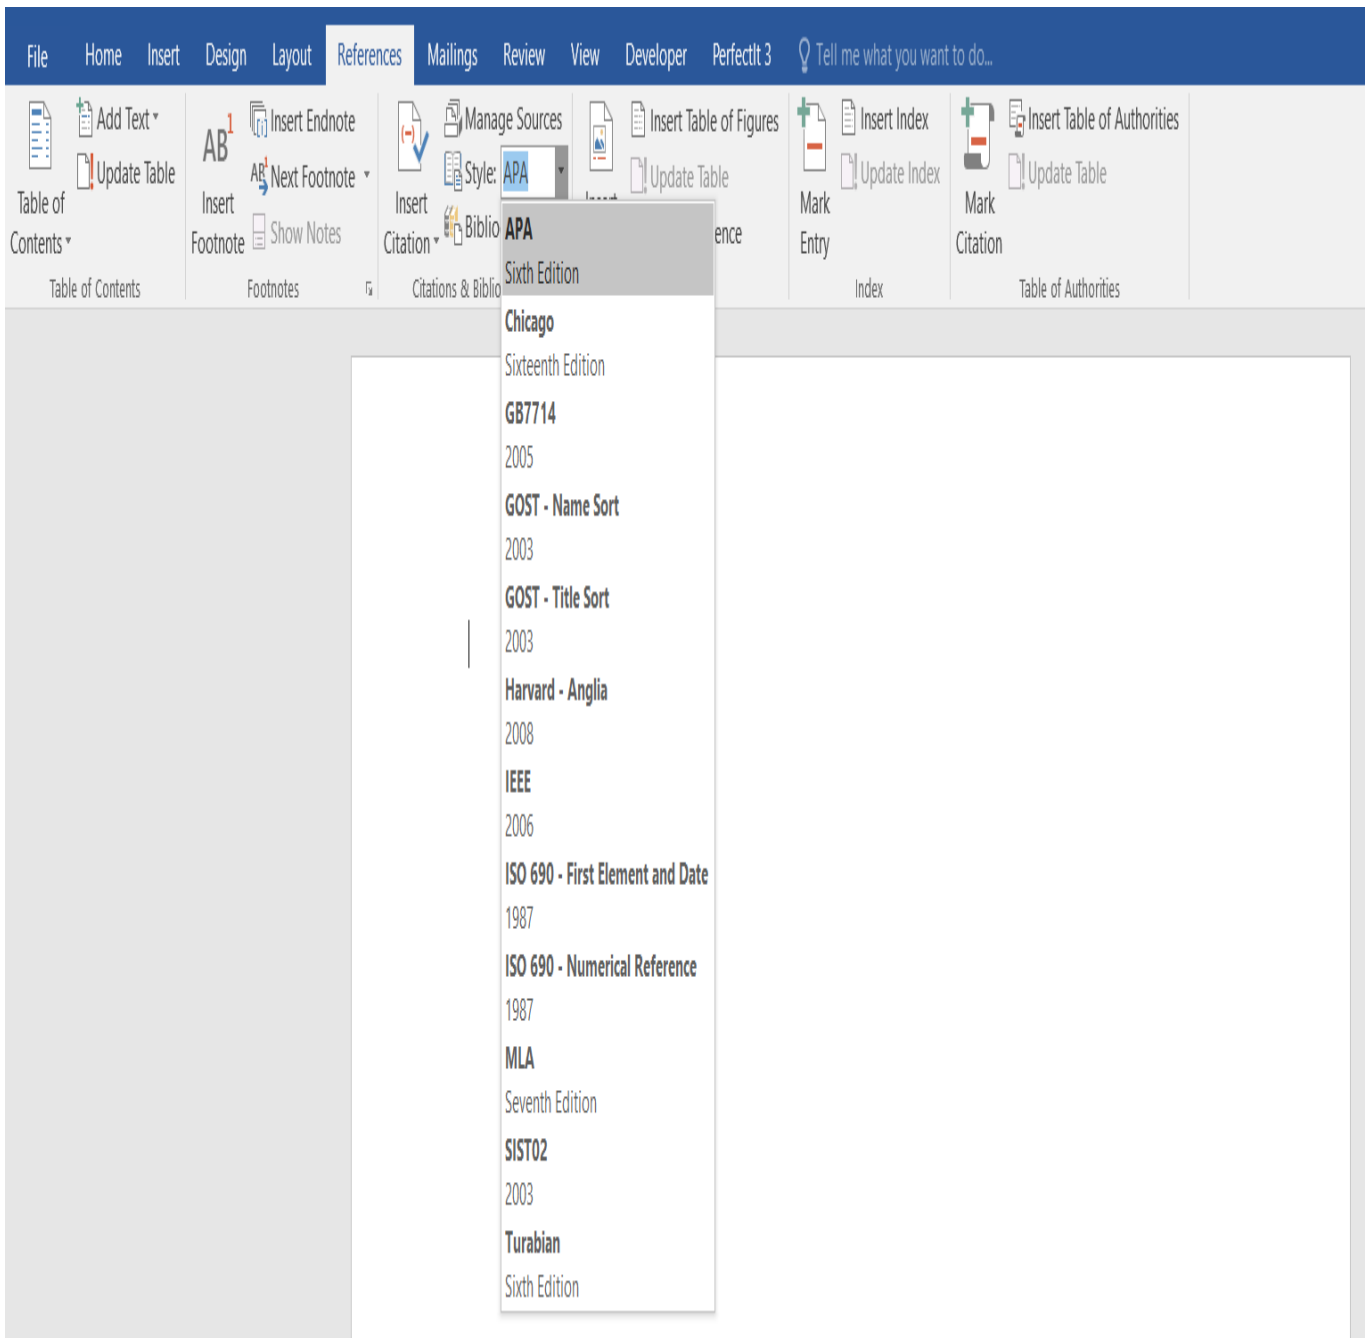 File Home Insert Design Layout References Mailings Review View Developer PerfectIt 3 Tell me what you want to do...
Table of
Contents
Add Text
Update Table
Table of Contents
AB1
Insert
Footnote
Insert Endnote
AB1 Next Footnote
Show Notes
Footnotes
(-)
Insert
Citation
Manage Sources
Style: APA
Biblio
Citations & Biblio
Insert Table of Figures
Update Table
ence
Mark
Entry
Insert Index
Update Index
Index
Mark
Citation
Insert Table of Authorities
Update Table
Table of Authorities
APA
Sixth Edition
Chicago
Sixteenth Edition
GB7714
2005
GOST - Name Sort
2003
GOST - Title Sort
2003
Harvard - Anglia
2008
IEEE
2006
ISO 690 - First Element and Date
1987
ISO 690 - Numerical Reference
1987
MLA
Seventh Edition
SIST02
2003
Turabian
Sixth Edition